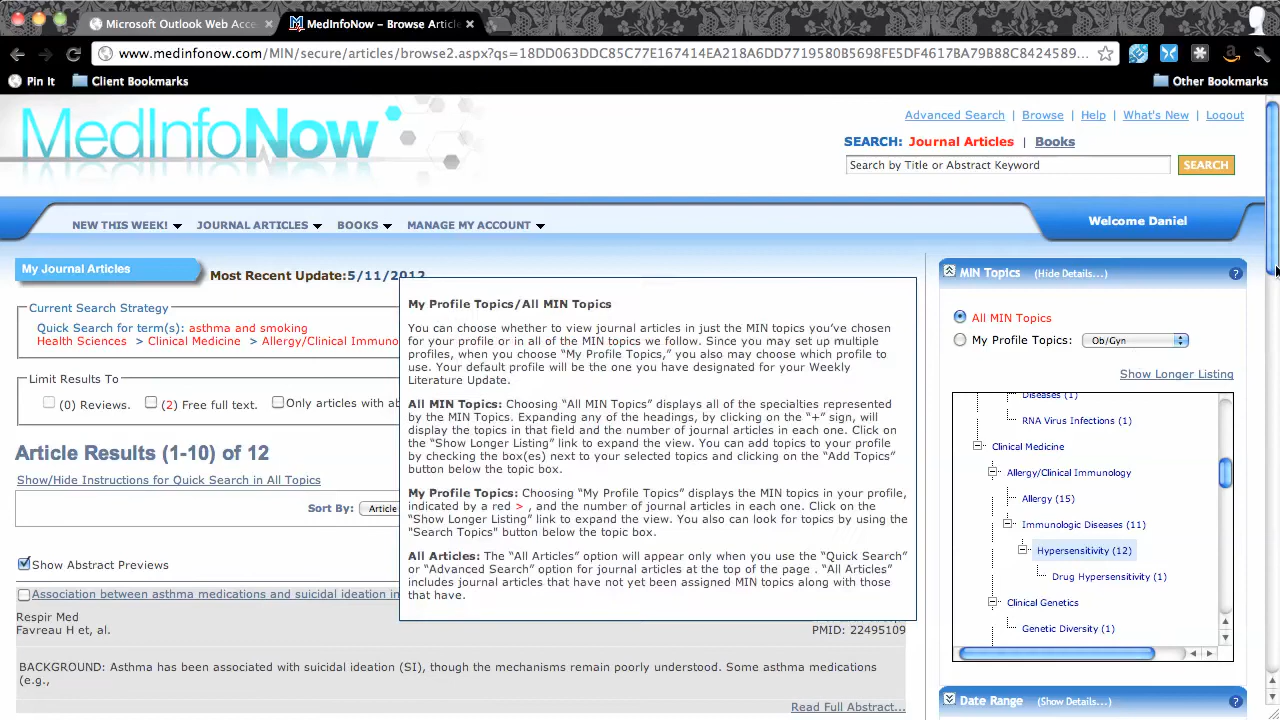 Microsoft Outlook Web Acce
MedInfoNow – Browse Article
www.medinfonow.com/MIN/secure/articles/browse2.aspx?qs=18DD063DDC85C77E167414EA218A6DD7719580B5698FE5DF4617BA79B88C8424589...
Pin It
Client Bookmarks
Other Bookmarks
MedInfoNow
Advanced Search | Browse | Help | What's New | Logout
SEARCH: Journal Articles | Books
Search by Title or Abstract Keyword
SEARCH
NEW THIS WEEK!
JOURNAL ARTICLES
BOOKS
MANAGE MY ACCOUNT
Welcome Daniel
My Journal Articles
Most Recent Update:5/11/2012
Current Search Strategy
Quick Search for term(s): asthma and smoking
Health Sciences > Clinical Medicine > Allergy/Clinical Immuno
Limit Results To
(0) Reviews.
(2) Free full text.
Only articles with ab
Article Results (1-10) of 12
Show/Hide Instructions for Quick Search in All Topics
Sort By:
Article
Show Abstract Previews
Association between asthma medications and suicidal ideation in
Respir Med
Favreau H et, al.
PMID: 22495109
BACKGROUND: Asthma has been associated with suicidal ideation (SI), though the mechanisms remain poorly understood. Some asthma medications
(e.g.,
Read Full Abstract...
My Profile Topics/All MIN Topics
You can choose whether to view journal articles in just the MIN topics you’ve chosen
for your profile or in all of the MIN topics we follow. Since you may set up multiple
profiles, when you choose “My Profile Topics,” you also may choose which profile to
use. Your default profile will be the one you have designated for your Weekly
Literature Update.
All MIN Topics: Choosing “All MIN Topics” displays all of the specialties represented
by the MIN Topics. Expanding any of the headings, by clicking on the “+” sign, will
display the topics in that field and the number of journal articles in each one. Click on
the “Show Longer Listing” link to expand the view. You can add topics to your profile
by checking the box(es) next to your selected topics and clicking on the “Add Topics”
button below the topic box.
My Profile Topics: Choosing “My Profile Topics” displays the MIN topics in your profile,
indicated by a red > , and the number of journal articles in each one. Click on the
“Show Longer Listing” link to expand the view. You also can look for topics by using the
“Search Topics” button below the topic box.
All Articles: The “All Articles” option will appear only when you use the “Quick Search”
or “Advanced Search” option for journal articles at the top of the page . “All Articles”
includes journal articles that have not yet been assigned MIN topics along with those
that have.
MIN Topics (Hide Details...)
?
All MIN Topics
My Profile Topics:
Ob/Gyn
Show Longer Listing
Diseases (1)
RNA Virus Infections (1)
Clinical Medicine
Allergy/Clinical Immunology
Allergy (15)
Immunologic Diseases (11)
Hypersensitivity (12)
Drug Hypersensitivity (1)
Clinical Genetics
Genetic Diversity (1)
Date Range (Show Details...)
?